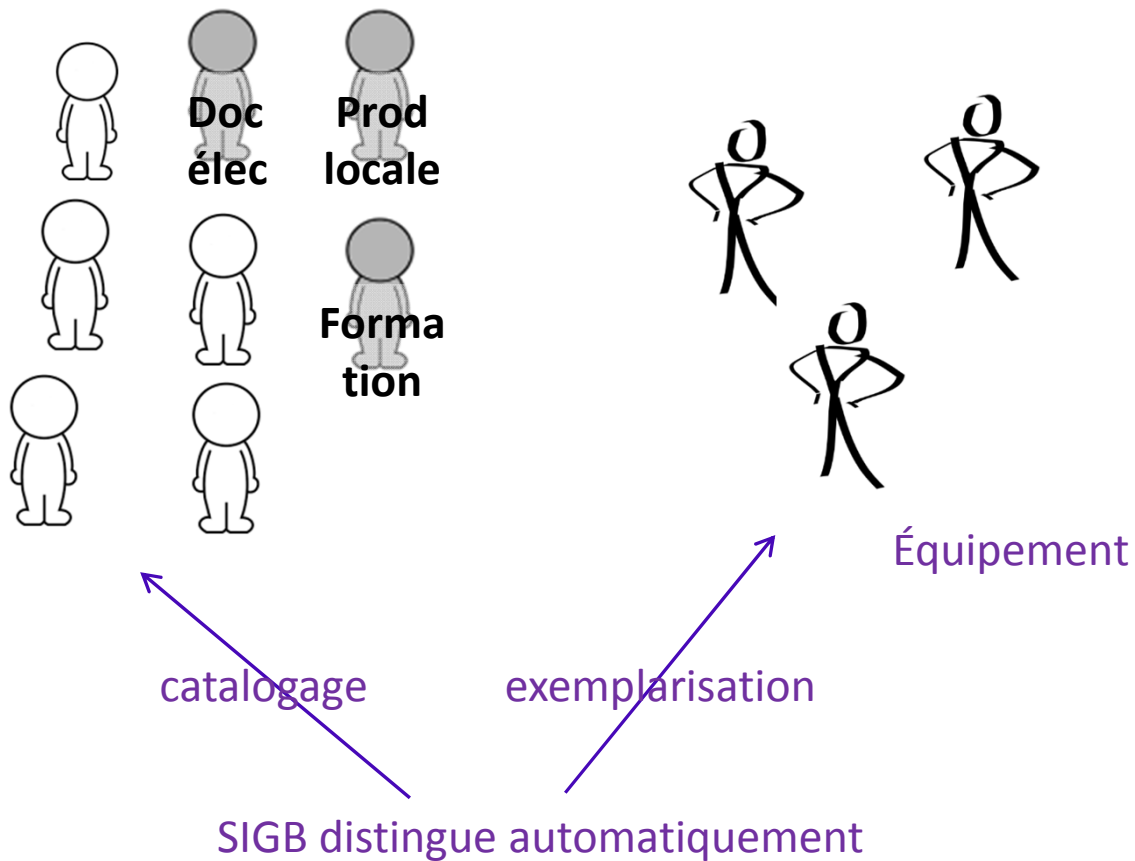 Doc
élec
Prod
locale
Forma
tion
Équipement
catalogage
exemplarisation
SIGB distingue automatiquement